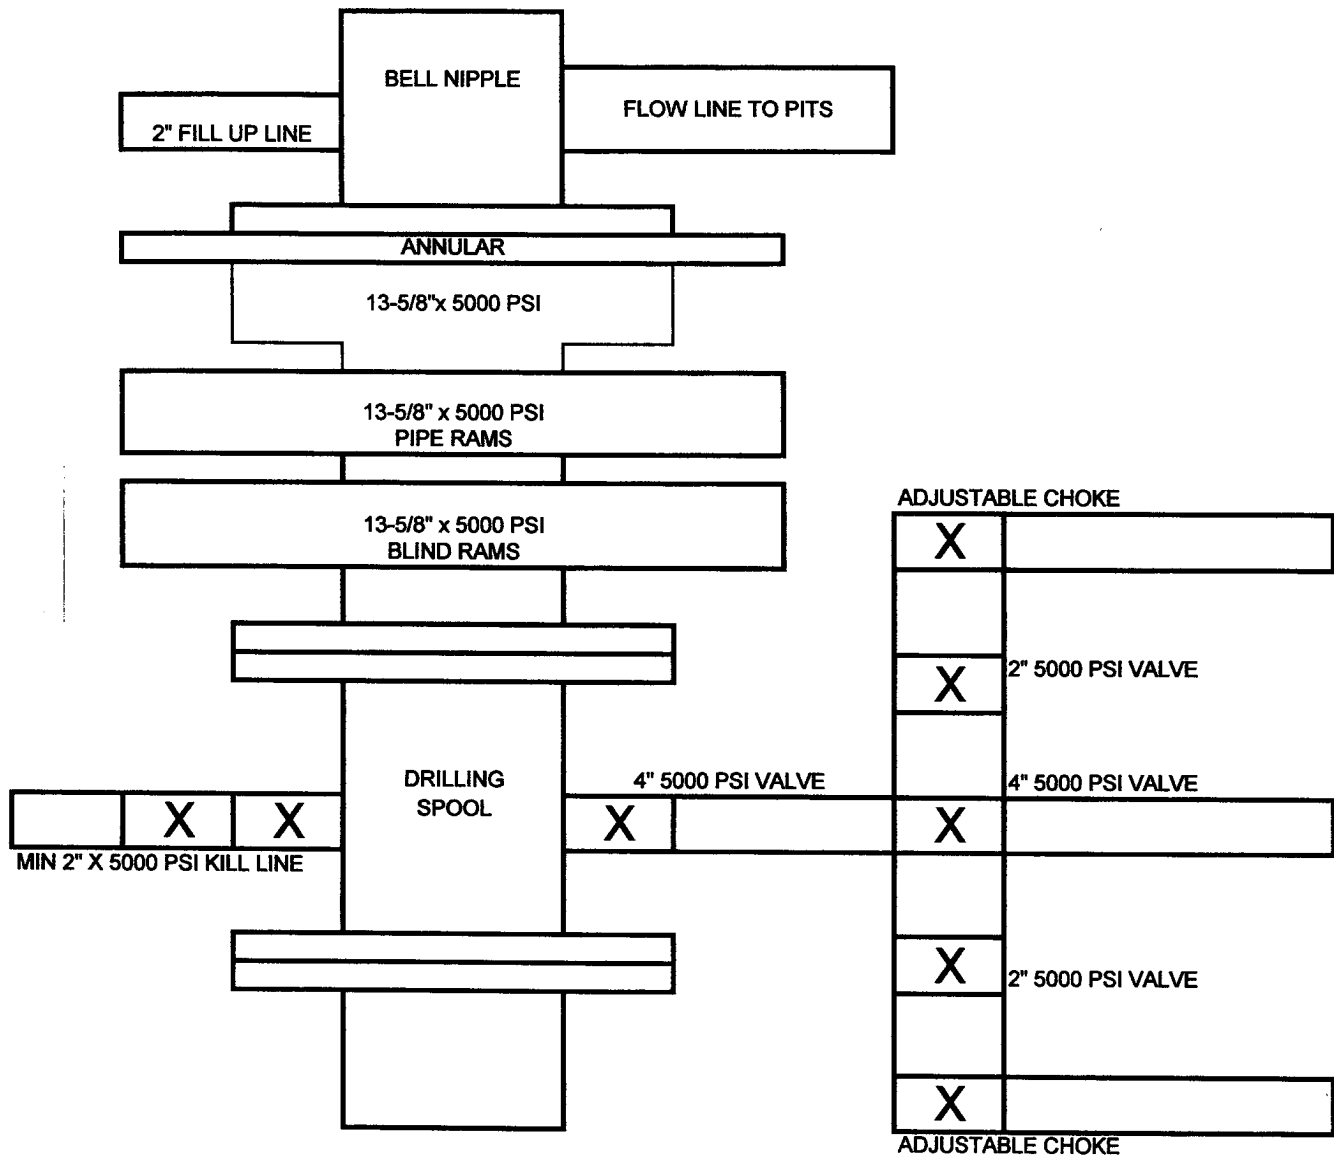 BELL NIPPLE
FLOW LINE TO PITS
2" FILL UP LINE
ANNULAR
13-5/8"x 5000 PSI
13-5/8" x 5000 PSI
PIPE RAMS
13-5/8" x 5000 PSI
BLIND RAMS
ADJUSTABLE CHOKE
X
X
2" 5000 PSI VALVE
DRILLING
SPOOL
4" 5000 PSI VALVE
4" 5000 PSI VALVE
X
X
X
X
MIN 2" X 5000 PSI KILL LINE
X
2" 5000 PSI VALVE
X
ADJUSTABLE CHOKE